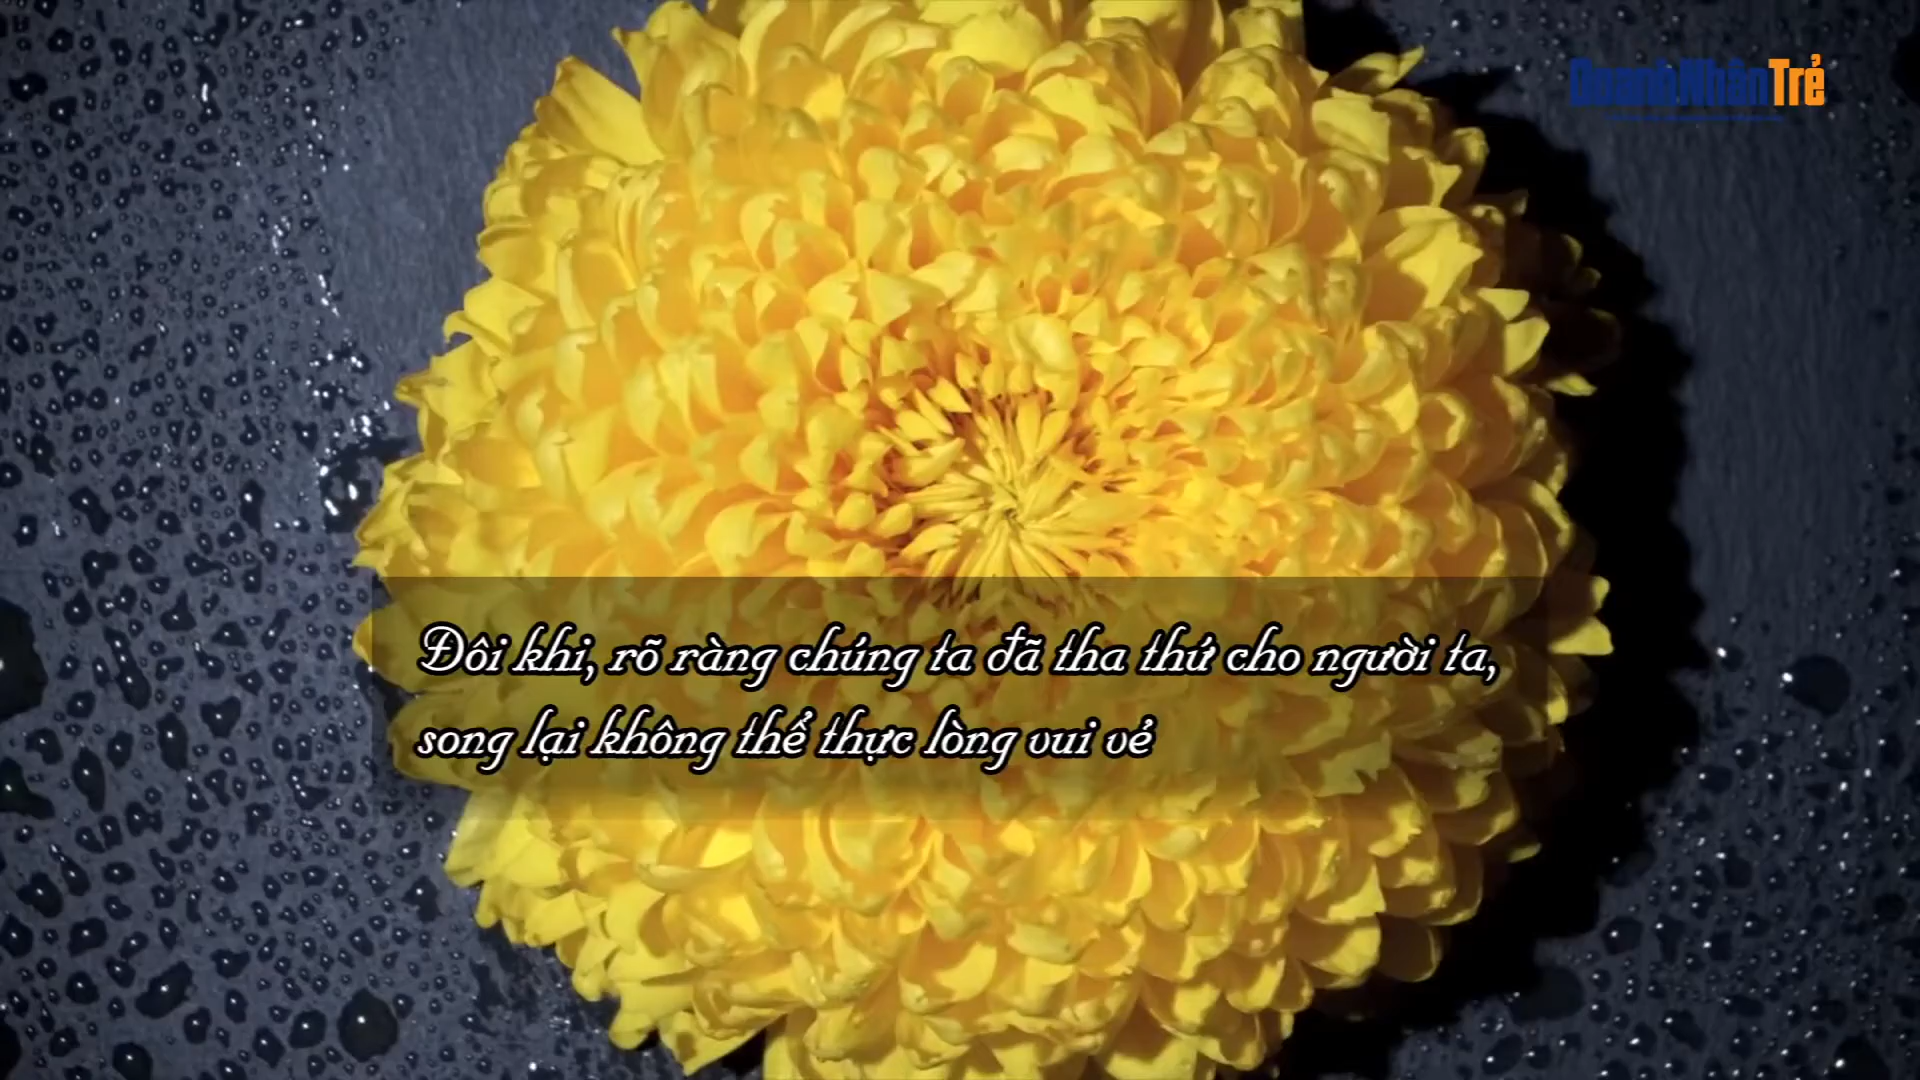 DoanhNhânTrẻ
Đôi khi, rõ ràng chúng ta đã tha thứ cho người ta,
song lại không thể thực lòng vui vẻ